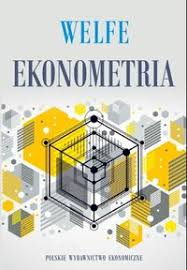 WELFE
EKONOMETRIA
POLSKIE WYDAWNICTWO EKONOMICZNE